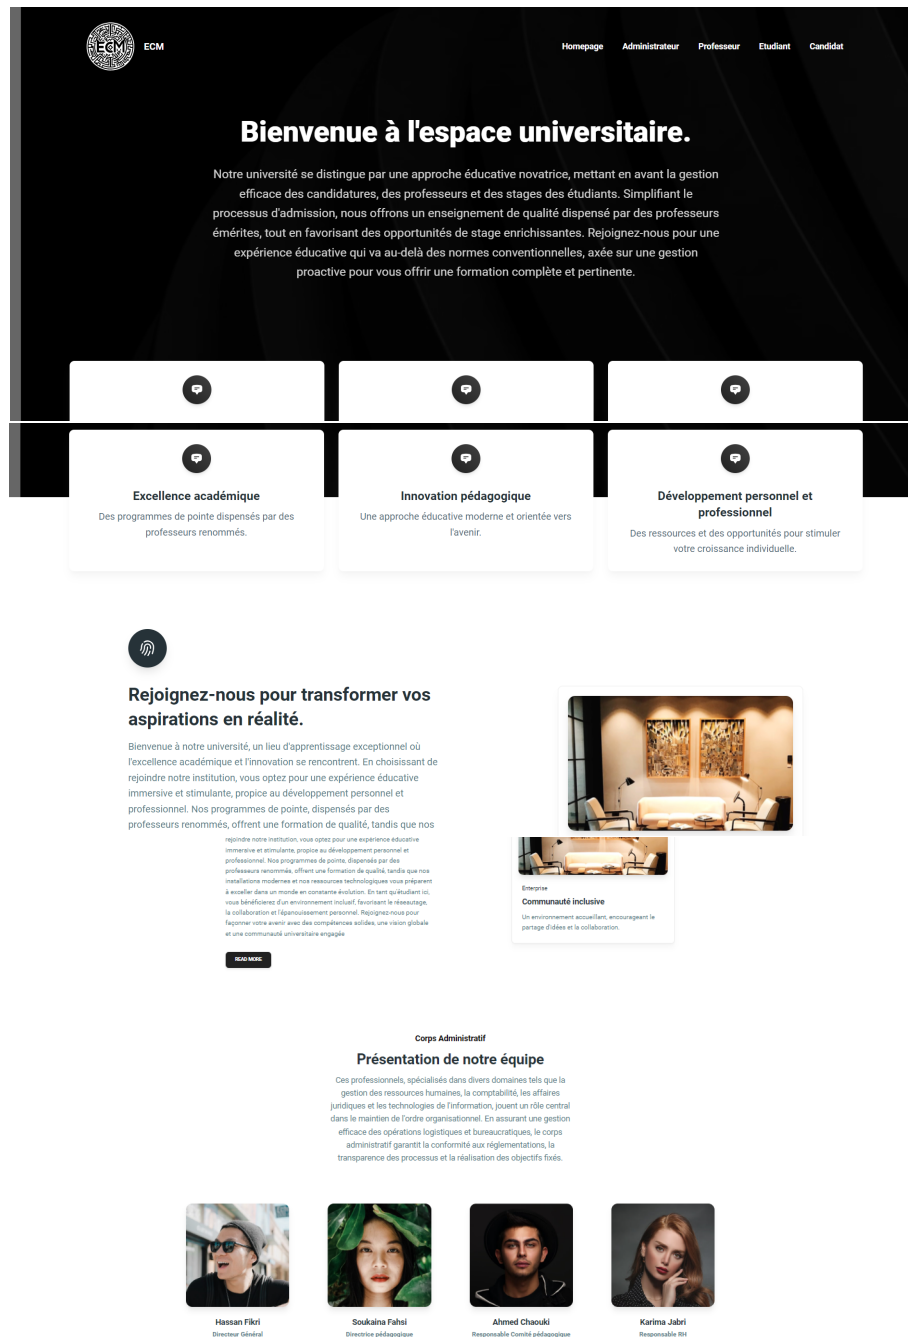 ECM
ECM
Homepage
Administrateur
Professeur
Etudiant
Candidat
Bienvenue à l'espace universitaire.
Notre université se distingue par une approche éducative novatrice, mettant en avant la gestion
efficace des candidatures, des professeurs et des stages des étudiants. Simplifiant le
processus d'admission, nous offrons un enseignement de qualité dispensé par des professeurs
émérites, tout en favorisant des opportunités de stage enrichissantes. Rejoignez-nous pour une
expérience éducative qui va au-delà des normes conventionnelles, axée sur une gestion
proactive pour vous offrir une formation complète et pertinente.
Excellence académique
Des programmes de pointe dispensés par des
professeurs renommés.
Innovation pédagogique
Une approche éducative moderne et orientée vers
l'avenir.
Développement personnel et
professionnel
Des ressources et des opportunités pour stimuler
votre croissance individuelle.
Rejoignez-nous pour transformer vos
aspirations en réalité.
Bienvenue à notre université, un lieu d'apprentissage exceptionnel où
l'excellence académique et l'innovation se rencontrent. En choisissant de
rejoindre notre institution, vous optez pour une expérience éducative
immersive et stimulante, propice au développement personnel et
professionnel. Nos programmes de pointe, dispensés par des
professeurs renommés, offrent une formation de qualité, tandis que nos
rejoindre notre institution, vous optez pour une expérience éducative
immersive et stimulante, propice au développement personnel et
professionnel. Nos programmes de pointe, dispensés par des
professeurs renommés, offrent une formation de qualité, tandis que nos
installations modernes et nos ressources technologiques vous préparent
à exceller dans un monde en constante évolution. En tant qu'étudiant ici,
vous bénéficierez d'un environnement inclusif, favorisant le réseautage,
la collaboration et l'épanouissement personnel. Rejoignez-nous pour
façonner votre avenir avec des compétences solides, une vision globale
et une communauté universitaire engagée
READ MORE
Enterprise
Communauté inclusive
Un environnement accueillant, encourageant le
partage d'idées et la collaboration.
Corps Administratif
Présentation de notre équipe
Ces professionnels, spécialisés dans divers domaines tels que la
gestion des ressources humaines, la comptabilité, les affaires
juridiques et les technologies de l'information, jouent un rôle central
dans le maintien de l'ordre organisationnel. En assurant une gestion
efficace des opérations logistiques et bureaucratiques, le corps
administratif garantit la conformité aux réglementations, la
transparence des processus et la réalisation des objectifs fixés.
Hassan Fikri
Directeur Général
Soukaina Fahsi
Directrice pédagogique
Ahmed Chaouki
Responsable Comité pédagogique
Karima Jabri
Responsable RH